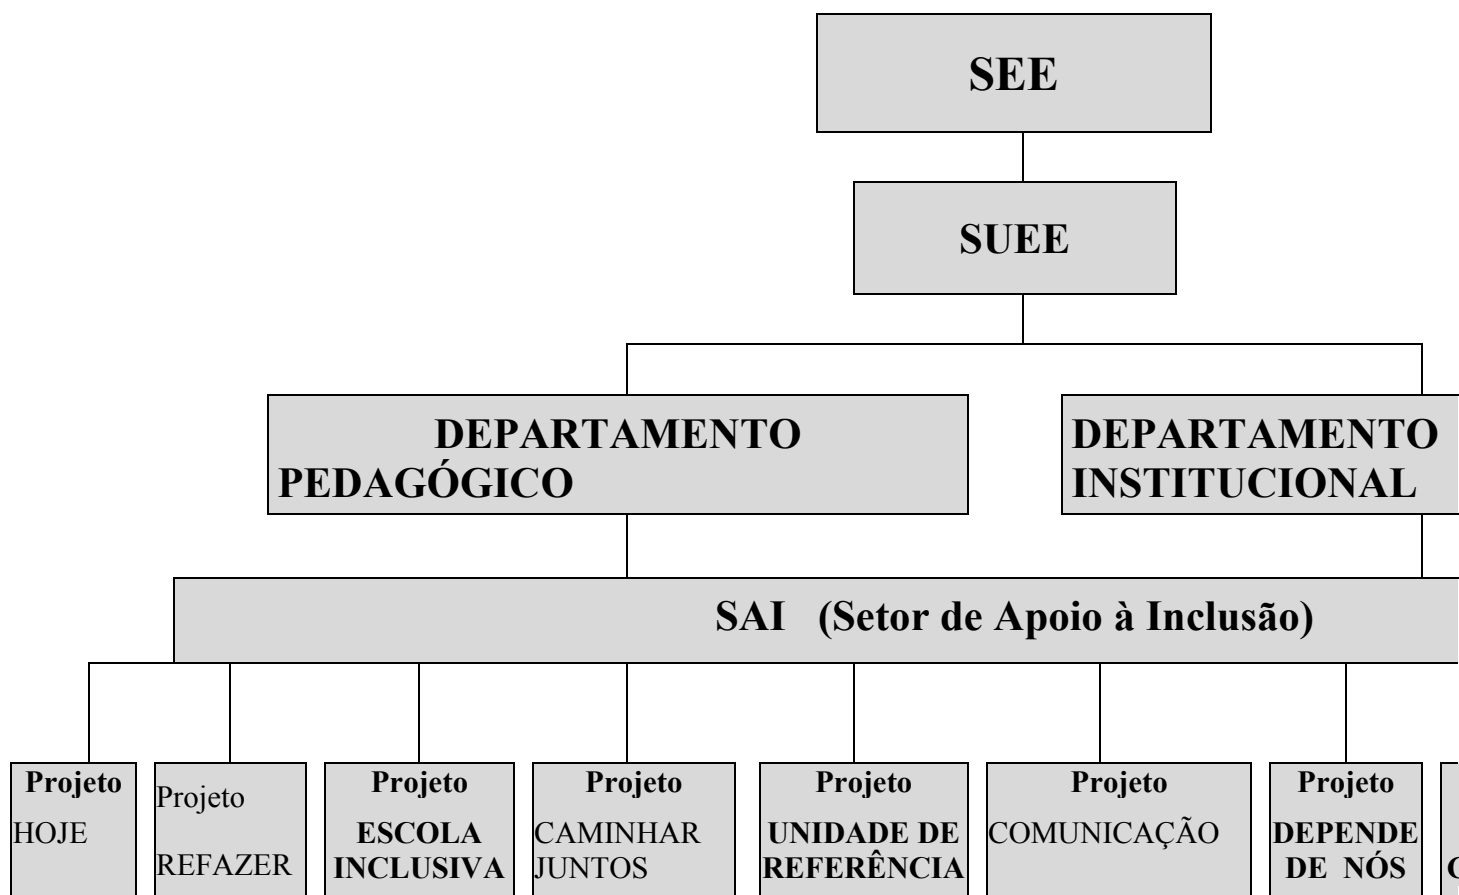 SEE
SUEE
DEPARTAMENTO
PEDAGÓGICO
DEPARTAMENTO
INSTITUCIONAL
SAI (Setor de Apoio à Inclusão)
Projeto
HOJE
Projeto
REFAZER
Projeto
ESCOLA
INCLUSIVA
Projeto
CAMINHAR
JUNTOS
Projeto
UNIDADE DE
REFERÊNCIA
Projeto
COMUNICAÇÃO
Projeto
DEPENDE
DE NÓS